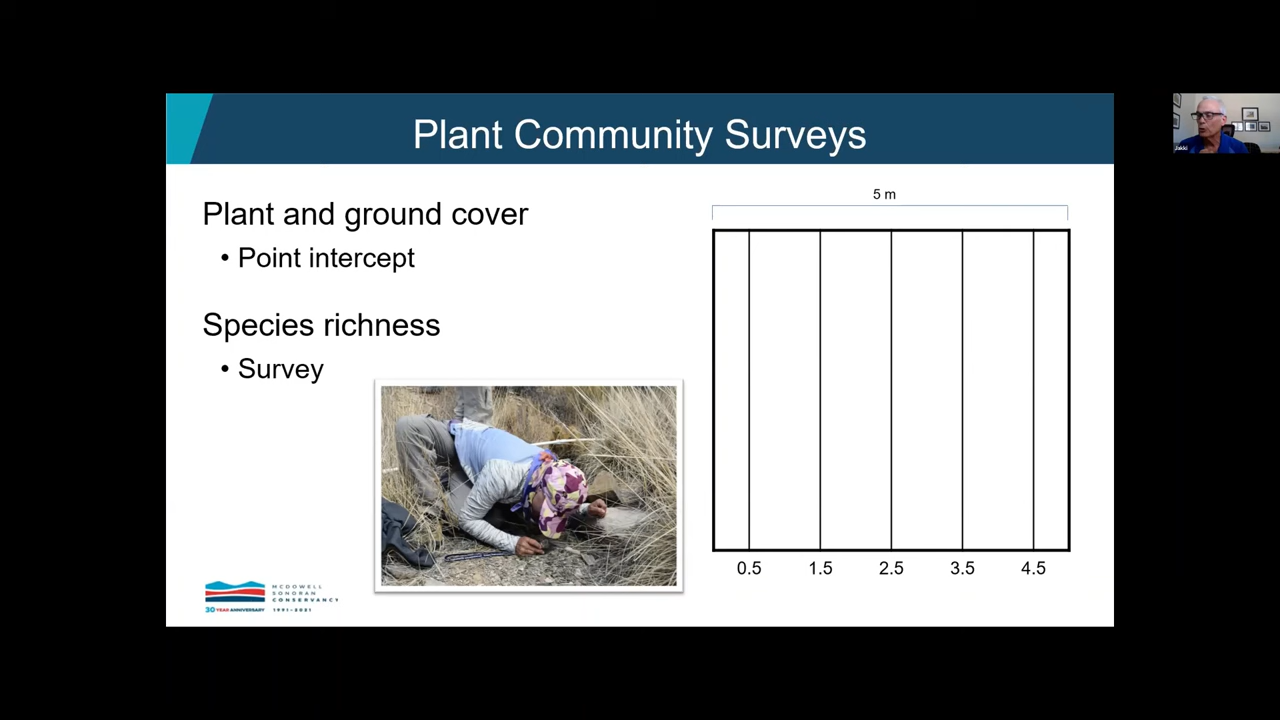 Plant Community Surveys
Plant and ground cover
• Point intercept
Species richness
• Survey
5 m
0.5 1.5 2.5 3.5 4.5
MCDOWELL
SONORAN
CONSERVANCY
30 YEAR ANNIVERSARY 1991-2021
Jakki